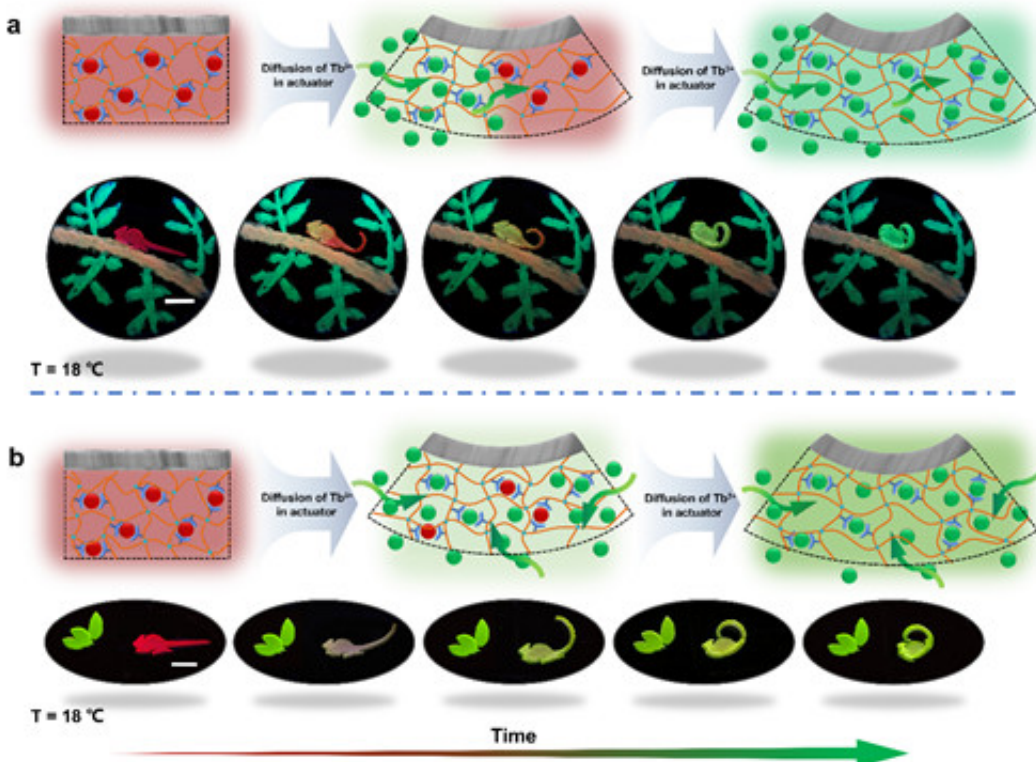 a
Diffusion of Tb³⁺
in actuator
Diffusion of Tb³⁺
in actuator
T = 18 ℃
b
Diffusion of Tb³⁺
in actuator
Diffusion of Tb³⁺
in actuator
T = 18 ℃
Time